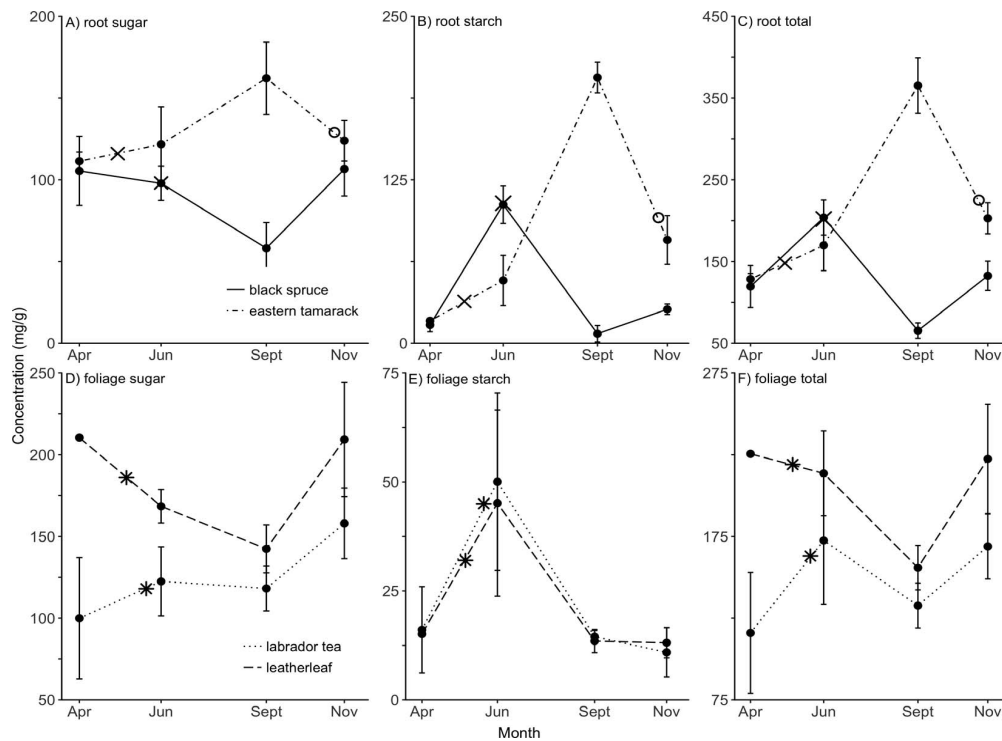 A) root sugar
B) root starch
C) root total
200
100
0
250
125
0
450
350
250
150
50
black spruce
eastern tamarack
Apr Jun Sept Nov
Apr Jun Sept Nov
Apr Jun Sept Nov
Concentration (mg/g)
D) foliage sugar
E) foliage starch
F) foliage total
250
200
150
100
50
75
50
25
0
275
175
75
labrador tea
leatherleaf
Apr Jun Sept Nov
Apr Jun Sept Nov
Apr Jun Sept Nov
Month